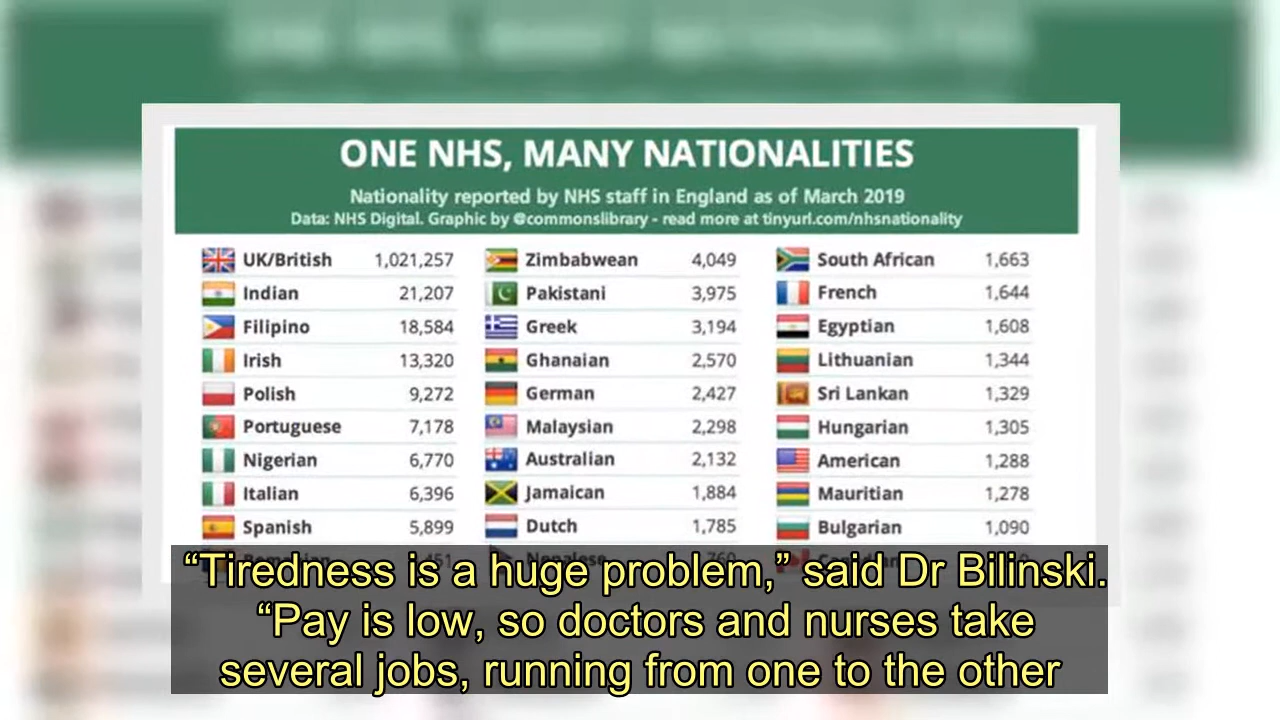 ONE NHS, MANY NATIONALITIES
Nationality reported by NHS staff in England as of March 2019
Data: NHS Digital. Graphic by @commonslibrary - read more at tinyurl.com/nhsnationality
UK/British 1,021,257
Indian 21,207
Filipino 18,584
Irish 13,320
Polish 9,272
Portuguese 7,178
Nigerian 6,770
Italian 6,396
Spanish 5,899
Zimbabwean 4,049
Pakistani 3,975
Greek 3,194
Ghanaian 2,570
German 2,427
Malaysian 2,298
Australian 2,132
Jamaican 1,884
Dutch 1,785
Nepalese
South African 1,663
French 1,644
Egyptian 1,608
Lithuanian 1,344
Sri Lankan 1,329
Hungarian 1,305
American 1,288
Mauritian 1,278
Bulgarian 1,090
“Tiredness is a huge problem,” said Dr Bilinski.
“Pay is low, so doctors and nurses take
several jobs, running from one to the other